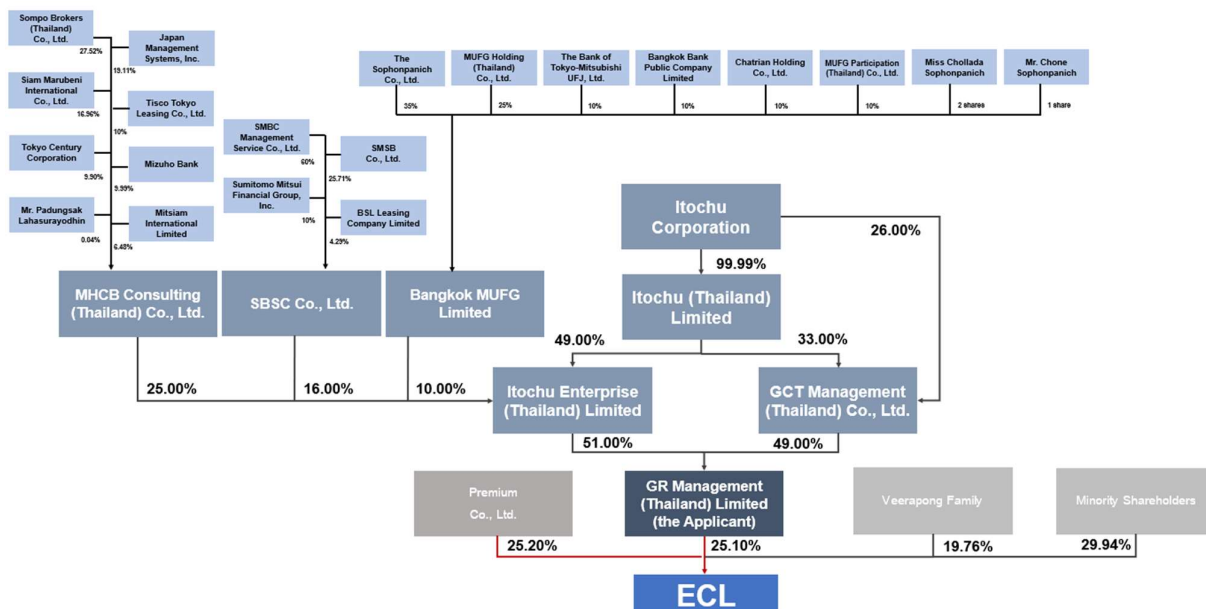 Sompo Brokers
(Thailand)
Co., Ltd.
27.52%
Japan
Management
Systems, Inc.
15.11%
Siam Marubeni
International
Co., Ltd.
16.96%
Tisco Tokyo
Leasing Co., Ltd.
10%
Tokyo Century
Corporation
9.90%
Mizuho Bank
9.99%
Mr. Padungsak
Lahasurayodhin
0.04%
Mitsiam
International
Limited
6.48%
SMBC
Management
Service Co., Ltd.
60%
SMSB
Co., Ltd.
25.71%
Sumitomo Mitsui
Financial Group,
Inc.
10%
BSL Leasing
Company Limited
4.29%
The
Sophonpanich
Co., Ltd.
35%
MUFG Holding
(Thailand)
Co., Ltd.
25%
The Bank of
Tokyo-Mitsubishi
UFJ, Ltd.
10%
Bangkok Bank
Public Company
Limited
10%
Chatrian Holding
Co., Ltd.
10%
MUFG Participation
(Thailand) Co., Ltd.
10%
Miss Chollada
Sophonpanich
2 shares
Mr. Chone
Sophonpanich
1 share
Itochu
Corporation
26.00%
99.99%
MHCB Consulting
(Thailand) Co., Ltd.
SBSC Co., Ltd.
Bangkok MUFG
Limited
Itochu (Thailand)
Limited
49.00%
33.00%
25.00%
16.00%
10.00%
Itochu Enterprise
(Thailand) Limited
GCT Management
(Thailand) Co., Ltd.
51.00%
49.00%
Premium
Co., Ltd.
GR Management
(Thailand) Limited
(the Applicant)
Veerapong Family
Minority Shareholders
25.20%
25.10%
19.76%
29.94%
ECL